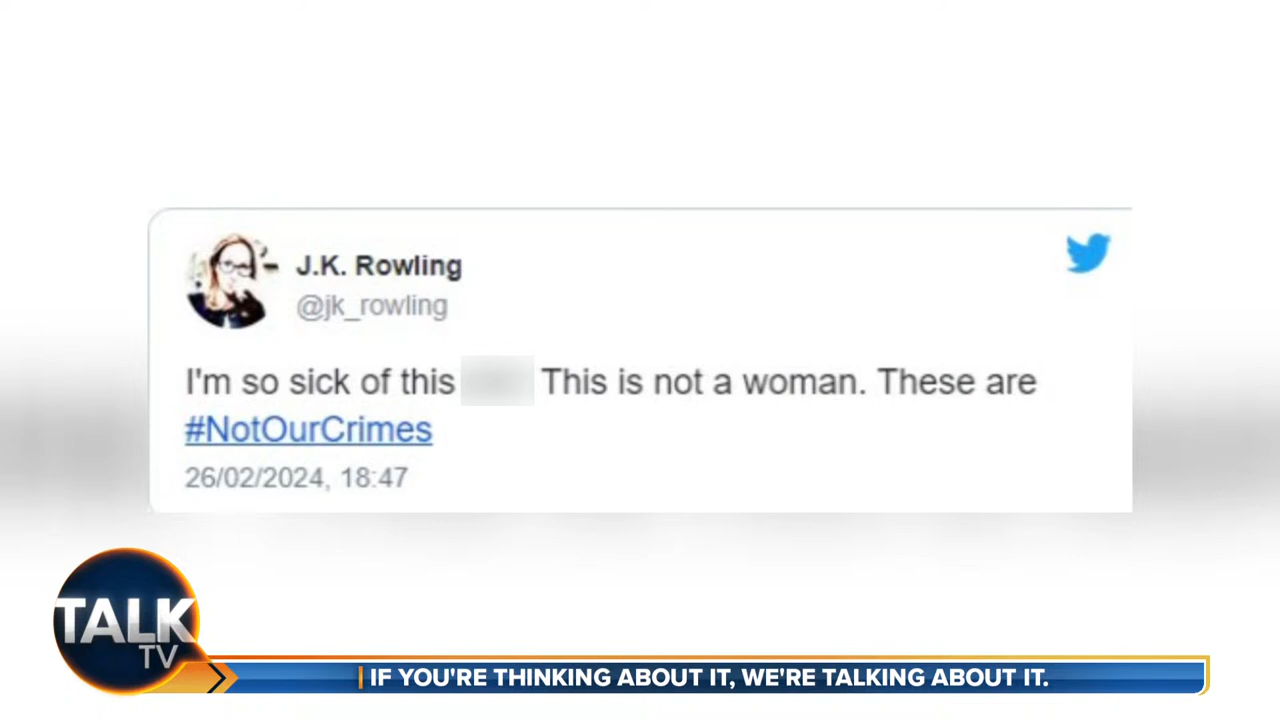 J.K. Rowling
@jk_rowling
I'm so sick of this This is not a woman. These are
#NotOurCrimes
26/02/2024, 18:47
TALK
TV
IF YOU'RE THINKING ABOUT IT, WE'RE TALKING ABOUT IT.